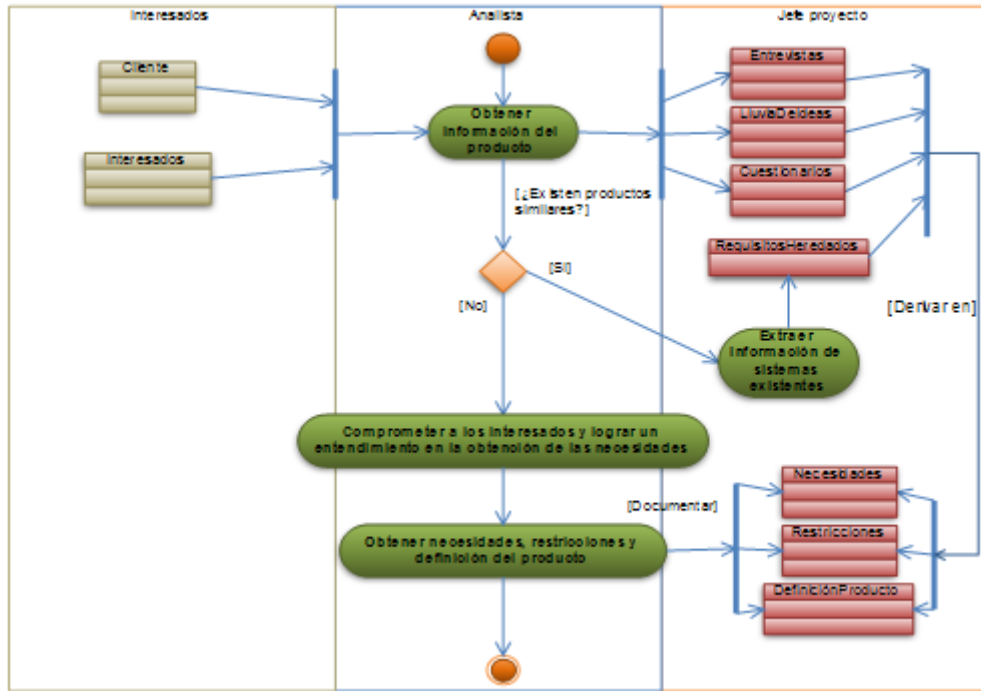 Interesados
Analista
Jefe proyecto
Cliente
Interesados
Obtener
información del
producto
Entrevistas
LluviaDeIdeas
Cuestionarios
[¿Existen productos
similares?]
RequisitosHeredados
[Si]
[No]
[Derivar en]
Extraer
información de
sistemas
existentes
Comprometer a los interesados y lograr un
entendimiento en la obtención de las necesidades
Necesidades
[Documentar]
Restricciones
Obtener necesidades, restricciones y
definición del producto
DefiniciónProducto